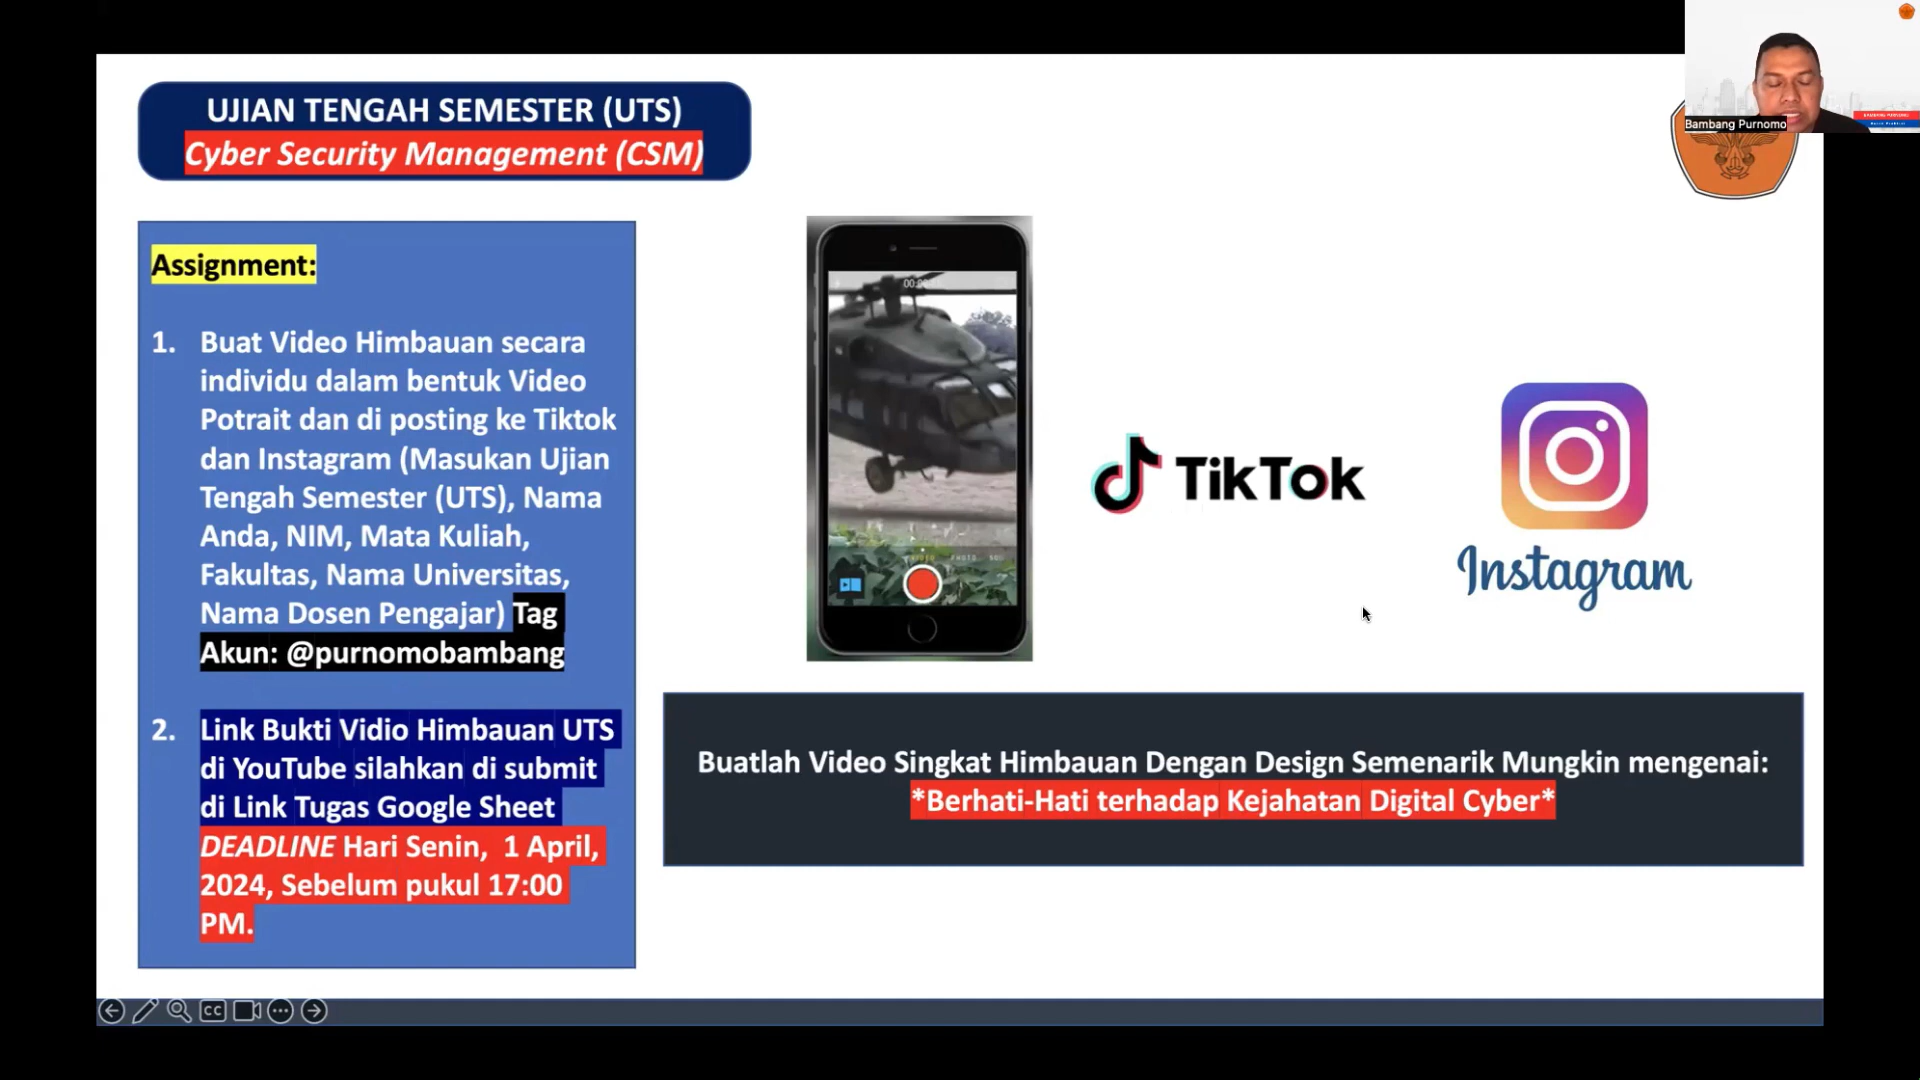 UJIAN TENGAH SEMESTER (UTS)
Cyber Security Management (CSM)
Bambang Purnomo
Assignment:
1. Buat Video Himbauan secara
individu dalam bentuk Video
Potrait dan di posting ke Tiktok
dan Instagram (Masukan Ujian
Tengah Semester (UTS), Nama
Anda, NIM, Mata Kuliah,
Fakultas, Nama Universitas,
Nama Dosen Pengajar) Tag
Akun: @purnomobambang
2. Link Bukti Vidio Himbauan UTS
di YouTube silahkan di submit
di Link Tugas Google Sheet
DEADLINE Hari Senin, 1 April,
2024, Sebelum pukul 17:00
PM.
VIDEO PHOTO
TikTok
Instagram
Buatlah Video Singkat Himbauan Dengan Design Semenarik Mungkin mengenai:
*Berhati-Hati terhadap Kejahatan Digital Cyber*
CC